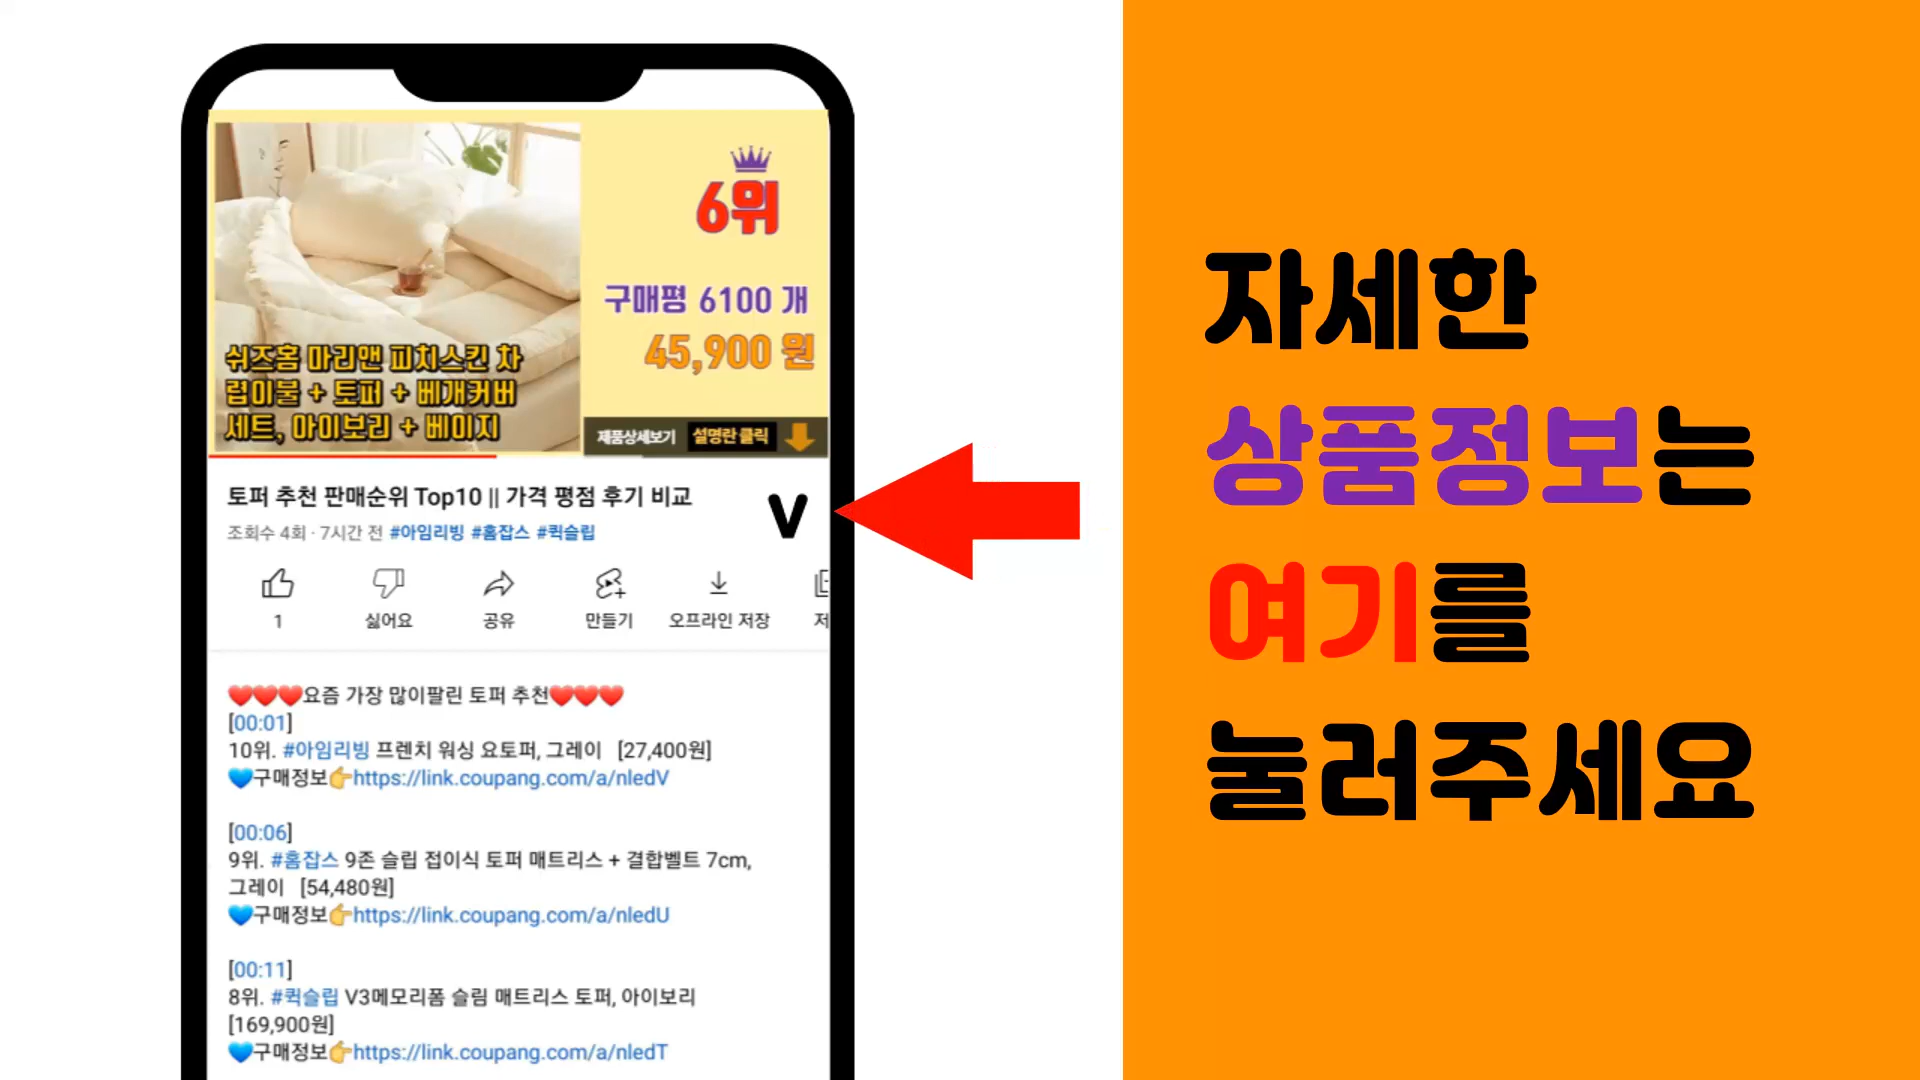 6위
구매평 6100 개
45,900 원
쉬즈홈 마리앤 피치스킨 차
렵이불 + 토퍼 + 베개커버
세트, 아이보리 + 베이지
제품상세보기 설명란 클릭
토퍼 추천 판매순위 Top10 || 가격 평점 후기 비교
V
조회수 4회 · 7시간 전 #아임리빙 #홈잡스 #퀵슬립
1 싫어요 공유 만들기 오프라인 저장 저
❤️❤️❤️요즘 가장 많이팔린 토퍼 추천❤️❤️❤️
[00:01]
10위. #아임리빙 프렌치 워싱 요토퍼, 그레이 [27,400원]
💙구매정보👉https://link.coupang.com/a/nledV
[00:06]
9위. #홈잡스 9존 슬립 접이식 토퍼 매트리스 + 결합벨트 7cm,
그레이 [54,480원]
💙구매정보👉https://link.coupang.com/a/nledU
[00:11]
8위. #퀵슬립 V3메모리폼 슬림 매트리스 토퍼, 아이보리
[169,900원]
💙구매정보👉https://link.coupang.com/a/nledT
자세한
상품정보는
여기를
눌러주세요